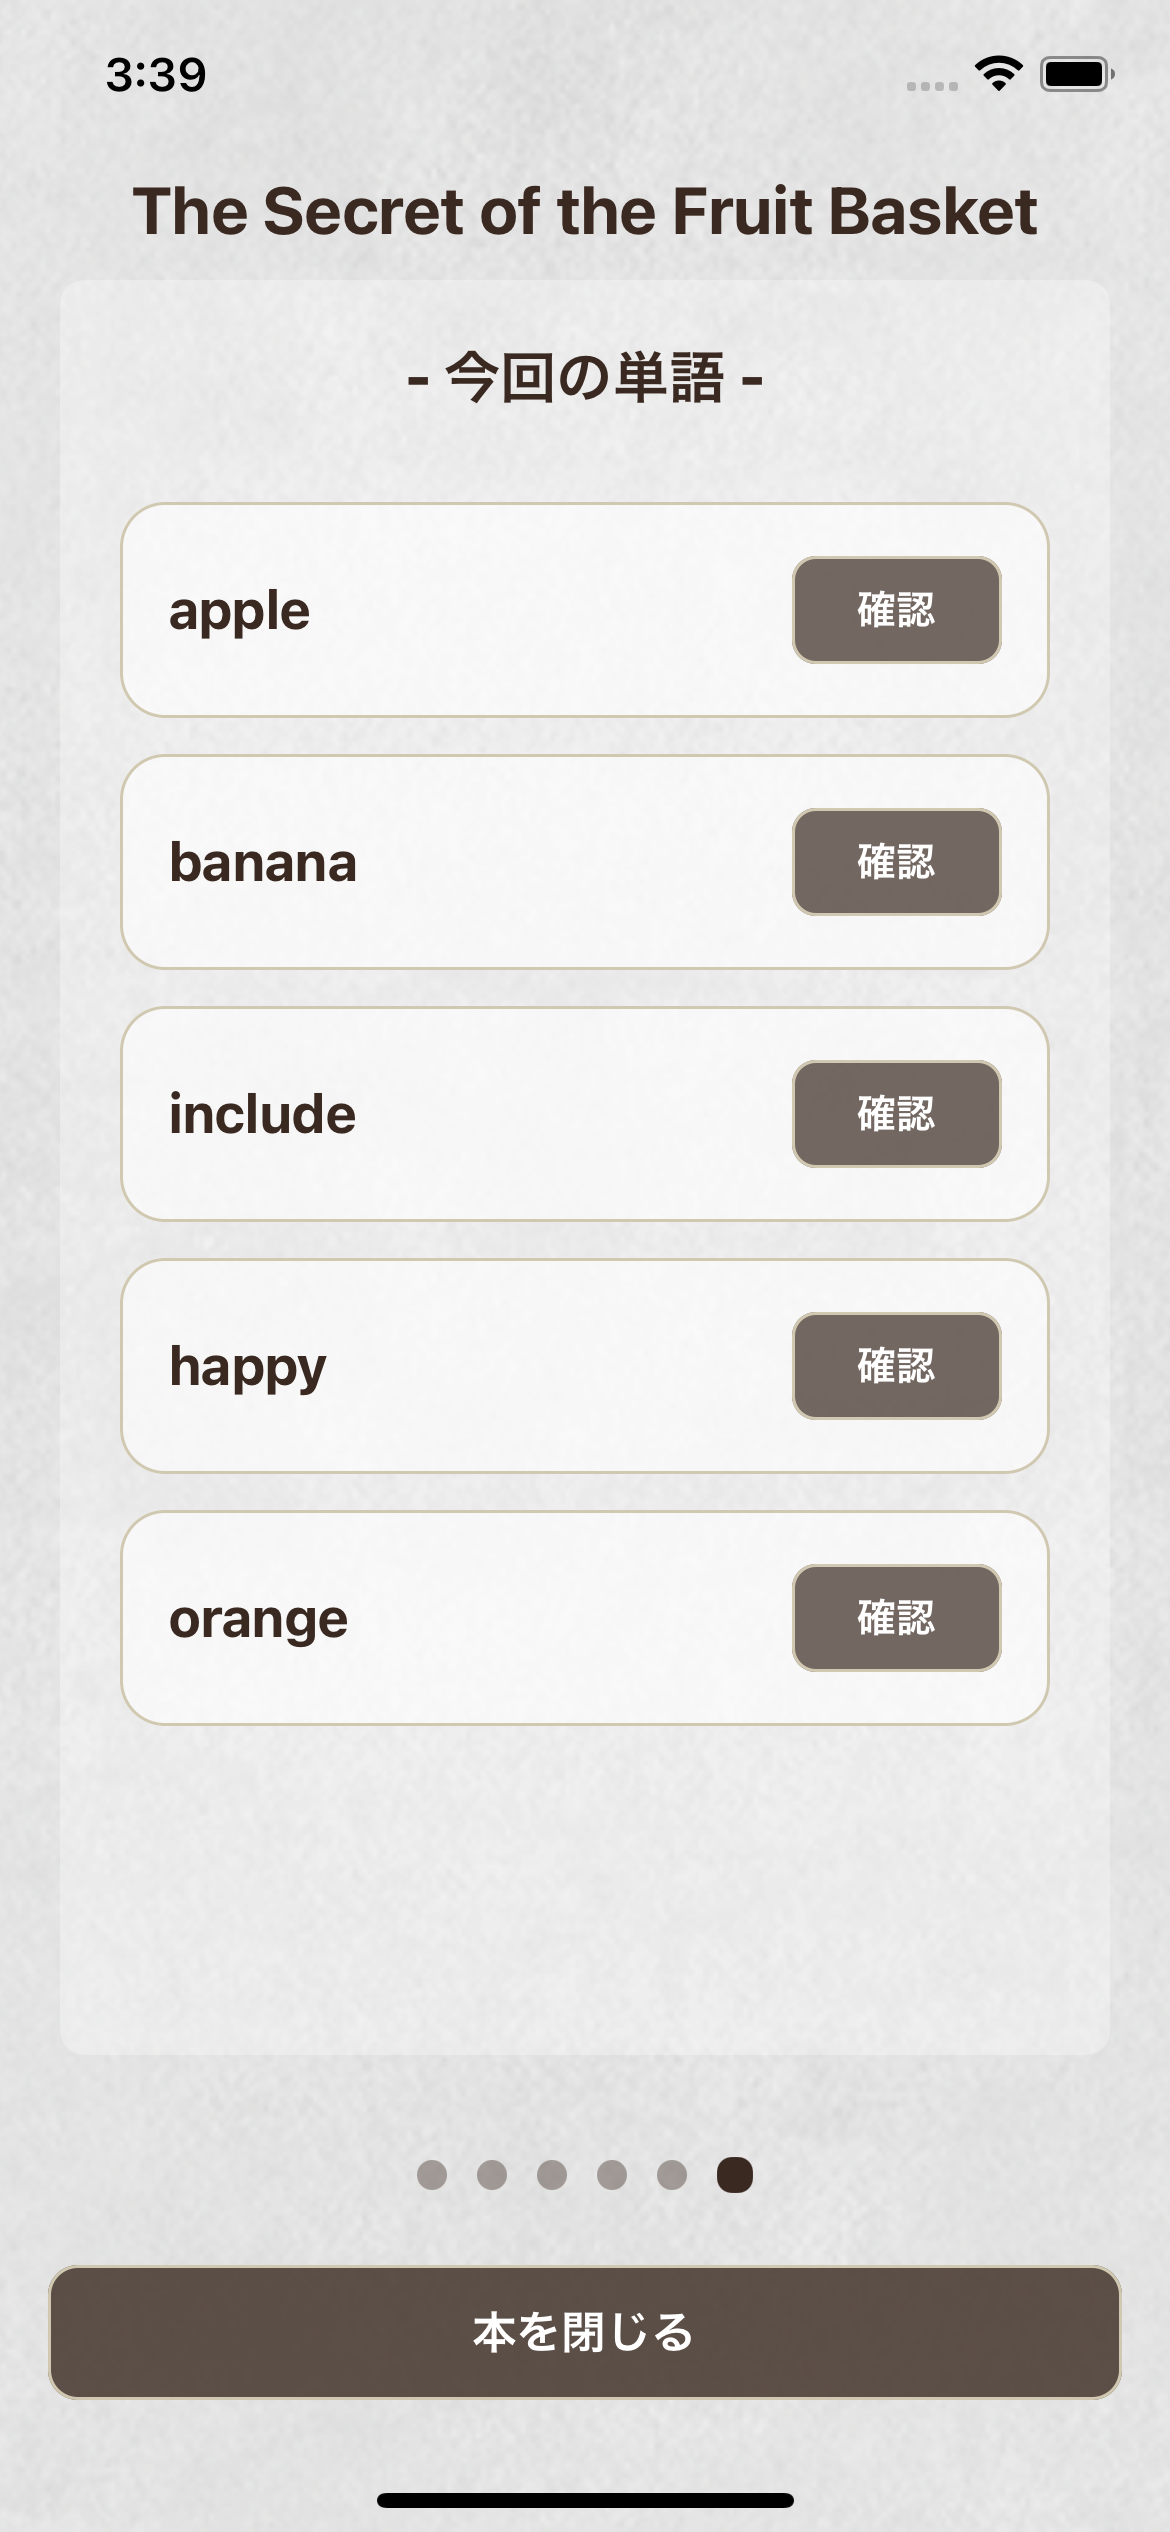 3:39
The Secret of the Fruit Basket
- 今回の単語 -
apple
確認
banana
確認
include
確認
happy
確認
orange
確認
本を閉じる